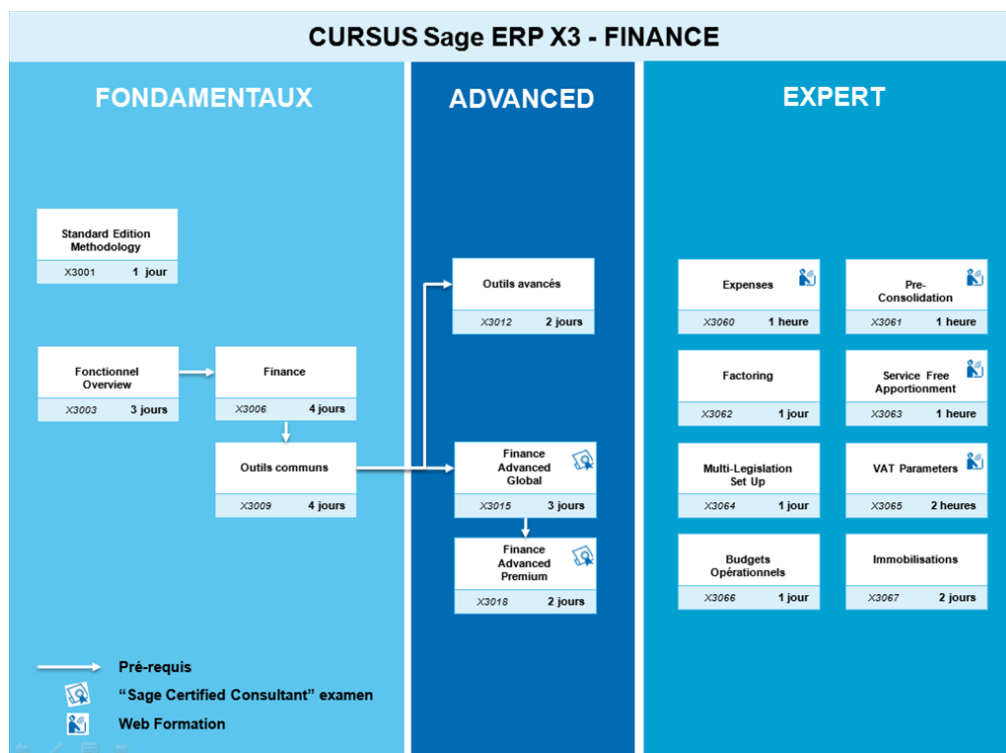 CURSUS Sage ERP X3 - FINANCE
FONDAMENTAUX
Standard Edition
Methodology
X3001 1 jour
Fonctionnel
Overview
X3003 3 jours
Finance
X3006 4 jours
Outils communs
X3009 4 jours
ADVANCED
Outils avancés
X3012 2 jours
Finance
Advanced
Global
X3015 3 jours
Finance
Advanced
Premium
X3018 2 jours
EXPERT
Expenses
X3060 1 heure
Pre-
Consolidation
X3061 1 heure
Factoring
X3062 1 jour
Service Free
Apportionment
X3063 1 heure
Multi-Legislation
Set Up
X3064 1 jour
VAT Parameters
X3065 2 heures
Budgets
Opérationnels
X3066 1 jour
Immobilisations
X3067 2 jours
Pré-requis
“Sage Certified Consultant” examen
Web Formation